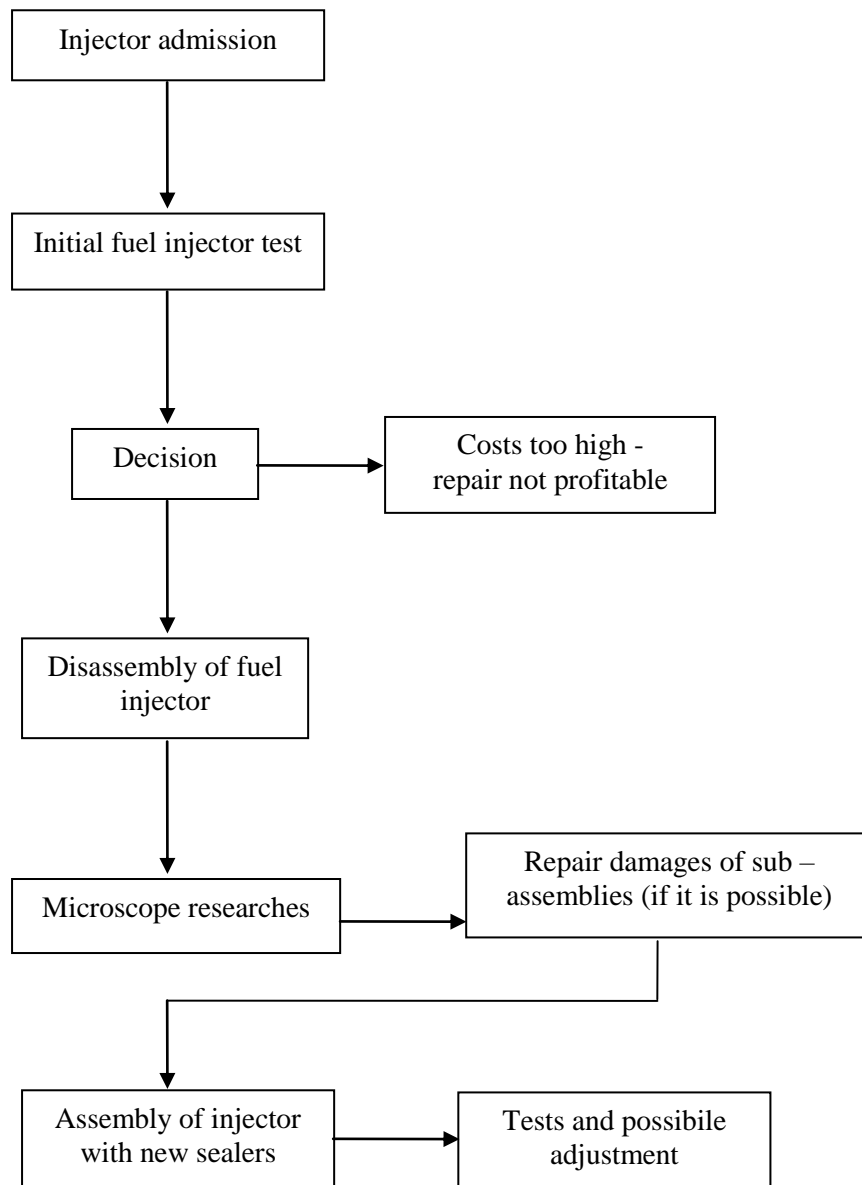 Injector admission
Initial fuel injector test
Decision
Costs too high -
repair not profitable
Disassembly of fuel
injector
Microscope researches
Repair damages of sub –
assemblies (if it is possible)
Assembly of injector
with new sealers
Tests and possibile
adjustment